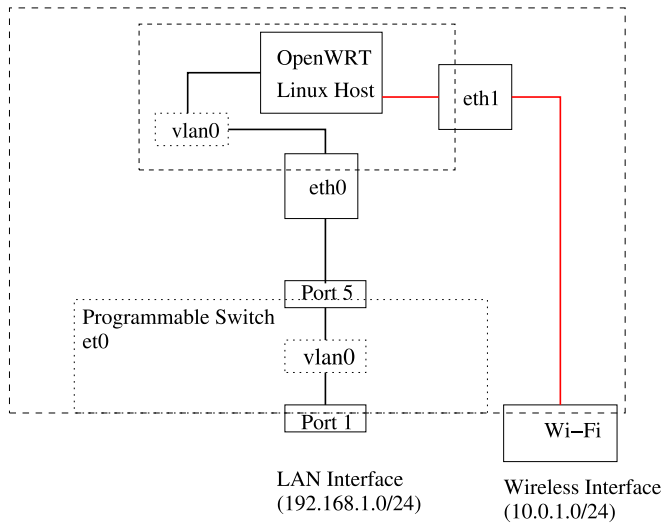 OpenWRT
Linux Host
eth1
vlan0
eth0
Port 5
Programmable Switch
et0
vlan0
Port 1
Wi-Fi
LAN Interface
(192.168.1.0/24)
Wireless Interface
(10.0.1.0/24)